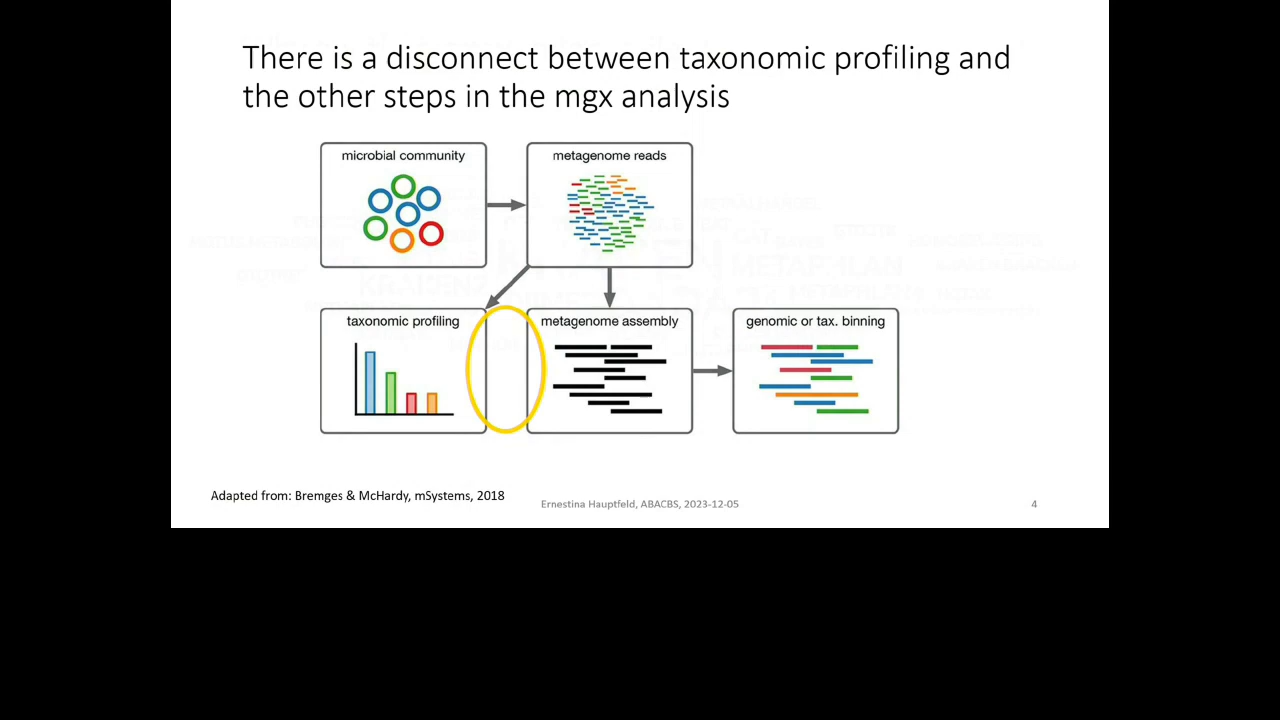 There is a disconnect between taxonomic profiling and
the other steps in the mgx analysis
microbial community
metagenome reads
KRAKEN2
METAPHLAN
taxonomic profiling
metagenome assembly
genomic or tax. binning
Adapted from: Bremges & McHardy, mSystems, 2018
Ernestina Hauptfeld, ABACBS, 2023-12-05
4